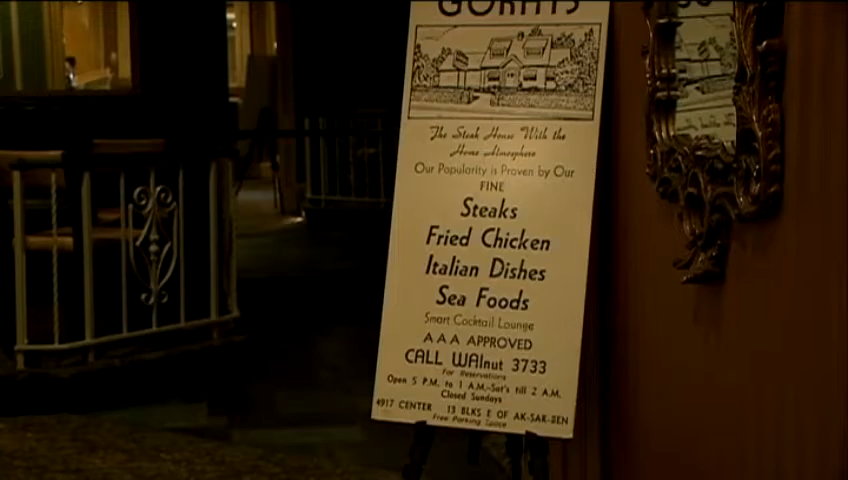 GORAT'S
The Steak House With the
Home Atmosphere
Our Popularity is Proven by Our
FINE
Steaks
Fried Chicken
Italian Dishes
Sea Foods
Smart Cocktail Lounge
AAA APPROVED
CALL WAlnut 3733
For Reservations
Open 5 P.M. to 1 A.M.-Sat's till 2 A.M.
Closed Sundays
4917 CENTER 13 BLKS E OF AK-SAR-BEN
Free Parking Space